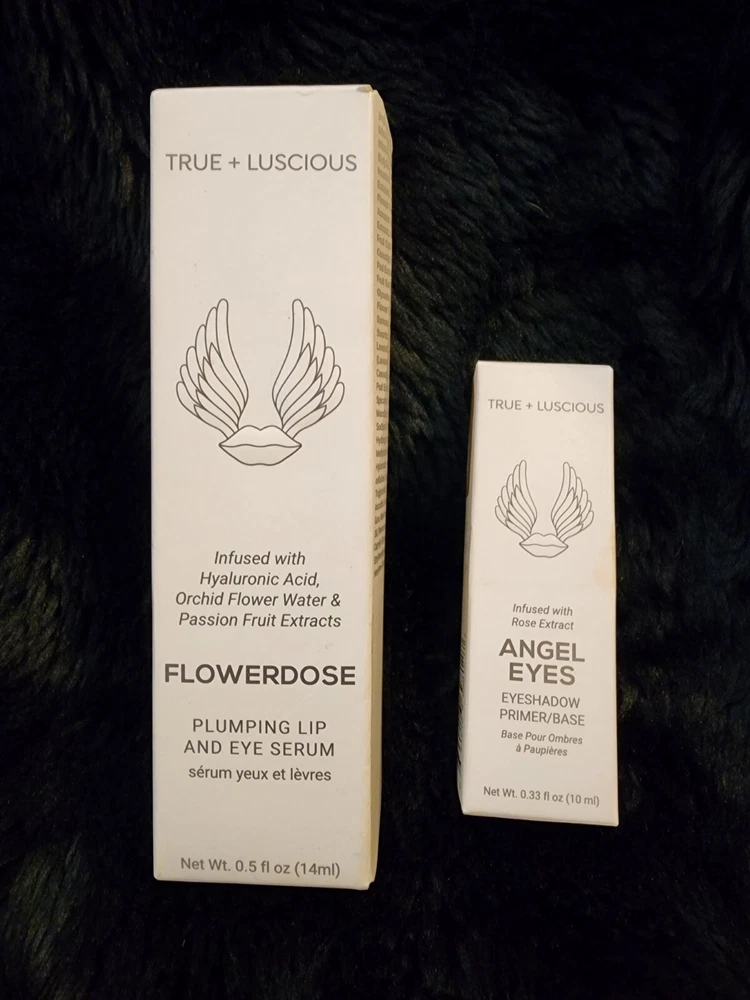 TRUE + LUSCIOUS
Infused with
Hyaluronic Acid,
Orchid Flower Water &
Passion Fruit Extracts
FLOWERDOSE
PLUMPING LIP
AND EYE SERUM
sérum yeux et lèvres
Net Wt. 0.5 fl oz (14ml)
TRUE + LUSCIOUS
Infused with
Rose Extract
ANGEL
EYES
EYESHADOW
PRIMER/BASE
Base Pour Ombres
à Paupières
Net Wt. 0.33 fl oz (10 ml)